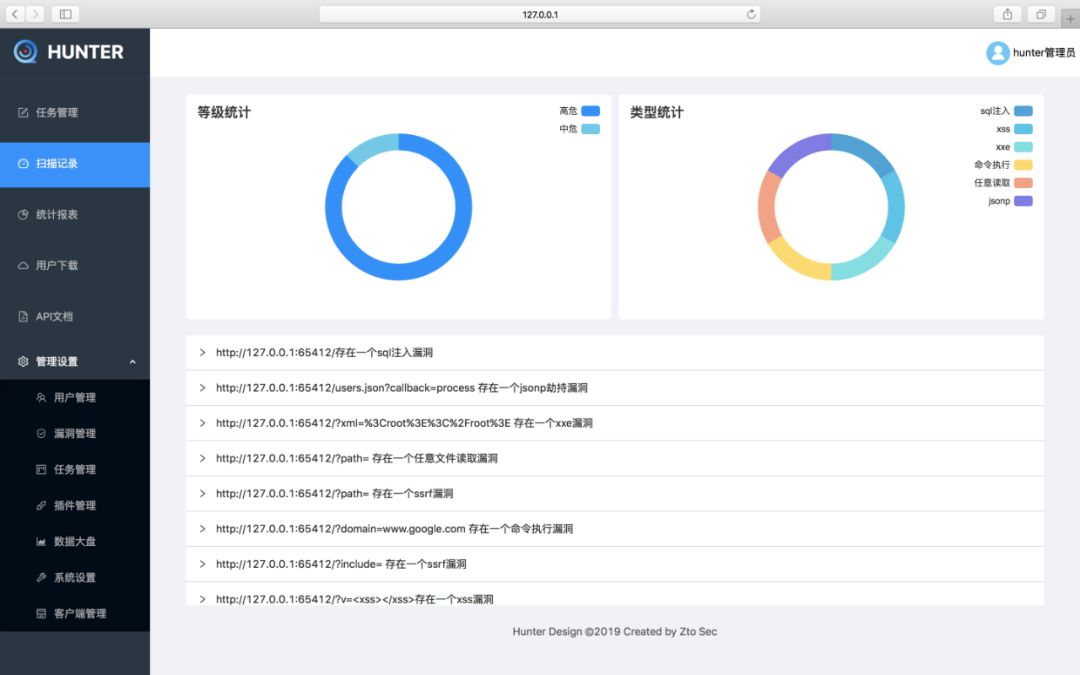 127.0.0.1
HUNTER
hunter管理员
任务管理
扫描记录
统计报表
用户下载
API文档
管理设置
用户管理
漏洞管理
任务管理
插件管理
数据大盘
系统设置
客户端管理
等级统计
高危
中危
类型统计
sql注入
xss
xxe
命令执行
任意读取
jsonp
http://127.0.0.1:65412/存在一个sql注入漏洞
http://127.0.0.1:65412/users.json?callback=process 存在一个jsonp劫持漏洞
http://127.0.0.1:65412/?xml=%3Croot%3E%3C%2Froot%3E 存在一个xxe漏洞
http://127.0.0.1:65412/?path= 存在一个任意文件读取漏洞
http://127.0.0.1:65412/?path= 存在一个ssrf漏洞
http://127.0.0.1:65412/?domain=www.google.com 存在一个命令执行漏洞
http://127.0.0.1:65412/?include= 存在一个ssrf漏洞
http://127.0.0.1:65412/?v=<xss></xss>存在一个xss漏洞
Hunter Design ©2019 Created by Zto Sec